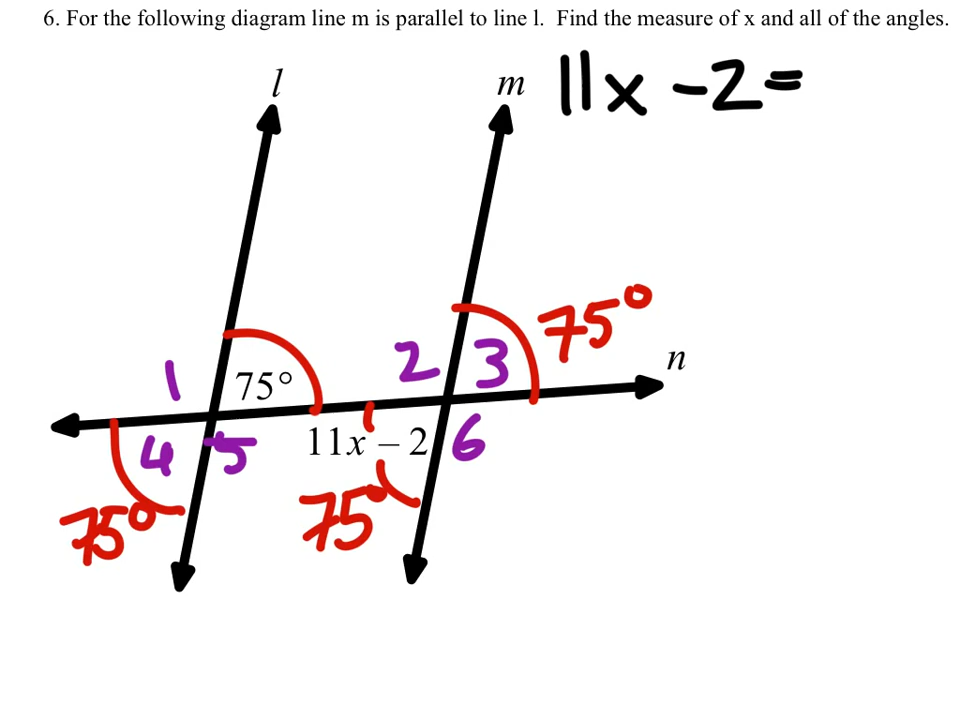 6. For the following diagram line m is parallel to line l. Find the measure of x and all of the angles.
l
m 11x - 2 =
75°
n
1 75° 2 3
4 5 11x – 2 6
75° 75°